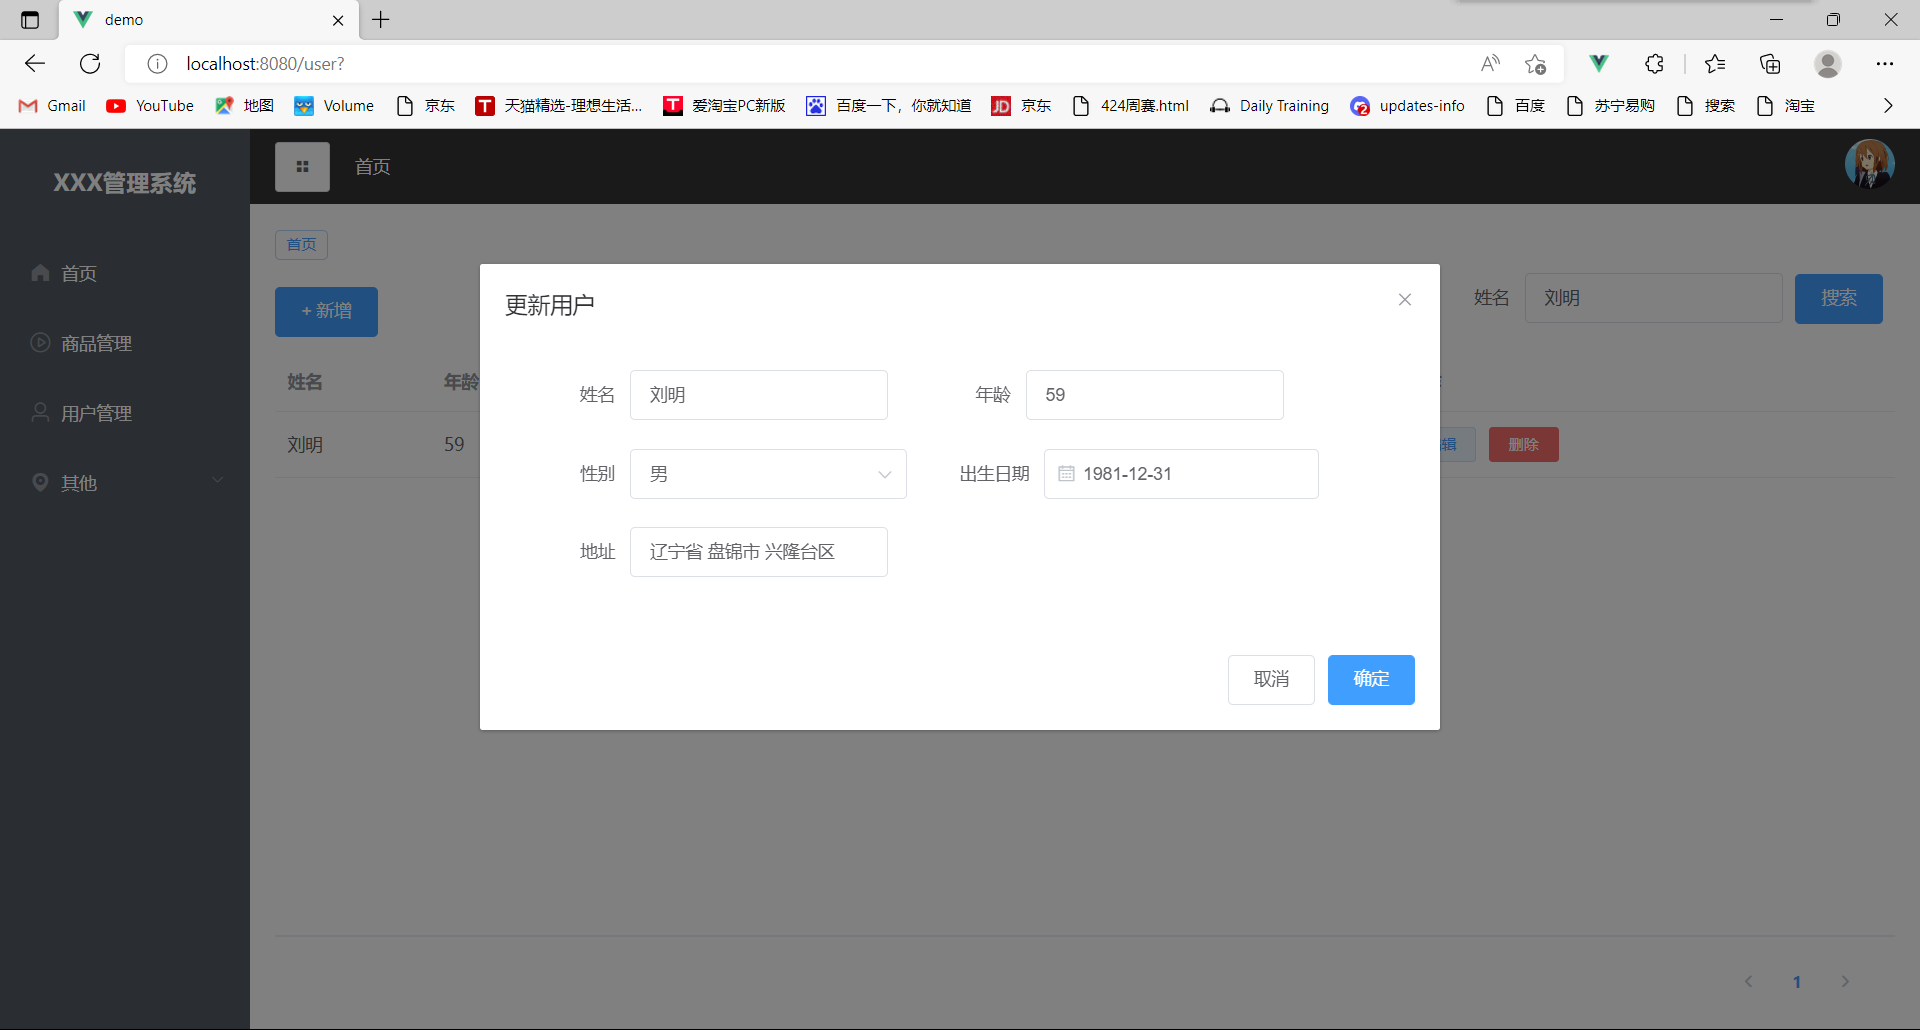 demo
localhost:8080/user?
Gmail YouTube 地图 Volume 京东 天猫精选-理想生活... 爱淘宝PC新版 百度一下，你就知道 京东 424周赛.html Daily Training updates-info 百度 苏宁易购 搜索 淘宝
XXX管理系统
首页
首页
首页
商品管理
用户管理
其他
+ 新增
姓名 刘明 搜索
姓名 年龄
刘明 59 辑 删除
更新用户
姓名 刘明 年龄 59
性别 男 出生日期 1981-12-31
地址 辽宁省 盘锦市 兴隆台区
取消 确定
1